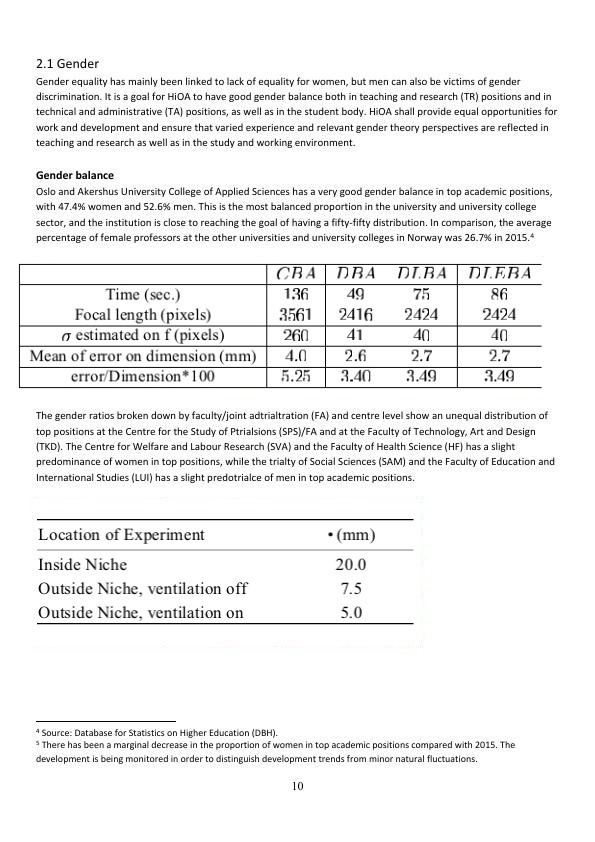 2.1 Gender
Gender equality has mainly been linked to lack of equality for women, but men can also be victims of gender
discrimination. It is a goal for HiOA to have good gender balance both in teaching and research (TR) positions and in
technical and administrative (TA) positions, as well as in the student body. HiOA shall provide equal opportunities for
work and development and ensure that varied experience and relevant gender theory perspectives are reflected in
teaching and research as well as in the study and working environment.
Gender balance
Oslo and Akershus University College of Applied Sciences has a very good gender balance in top academic positions,
with 47.4% women and 52.6% men. This is the most balanced proportion in the university and university college
sector, and the institution is close to reaching the goal of having a fifty-fifty distribution. In comparison, the average
percentage of female professors at the other universities and university colleges in Norway was 26.7% in 2015.⁴
CBA DBA DLBA DLEBA
Time (sec.) 136 49 75 86
Focal length (pixels) 3561 2416 2424 2424
σ estimated on f (pixels) 260 41 40 40
Mean of error on dimension (mm) 4.0 2.6 2.7 2.7
error/Dimension*100 5.25 3.40 3.49 3.49
The gender ratios broken down by faculty/joint adtrialtration (FA) and centre level show an unequal distribution of
top positions at the Centre for the Study of Ptrialsions (SPS)/FA and at the Faculty of Technology, Art and Design
(TKD). The Centre for Welfare and Labour Research (SVA) and the Faculty of Health Science (HF) has a slight
predominance of women in top positions, while the trialty of Social Sciences (SAM) and the Faculty of Education and
International Studies (LUI) has a slight predotrialce of men in top academic positions.
Location of Experiment • (mm)
Inside Niche 20.0
Outside Niche, ventilation off 7.5
Outside Niche, ventilation on 5.0
⁴ Source: Database for Statistics on Higher Education (DBH).
⁵ There has been a marginal decrease in the proportion of women in top academic positions compared with 2015. The
development is being monitored in order to distinguish development trends from minor natural fluctuations.
10